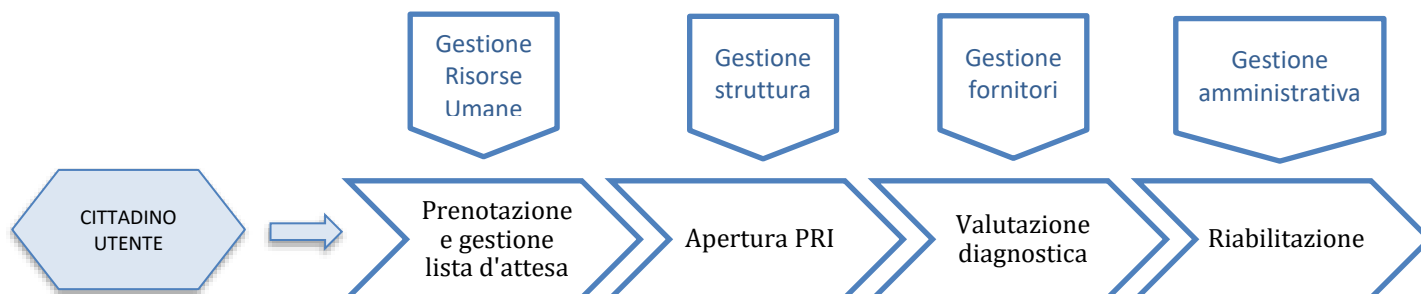 Gestione
Risorse
Umane
Gestione
struttura
Gestione
fornitori
Gestione
amministrativa
CITTADINO
UTENTE
Prenotazione
e gestione
lista d'attesa
Apertura PRI
Valutazione
diagnostica
Riabilitazione